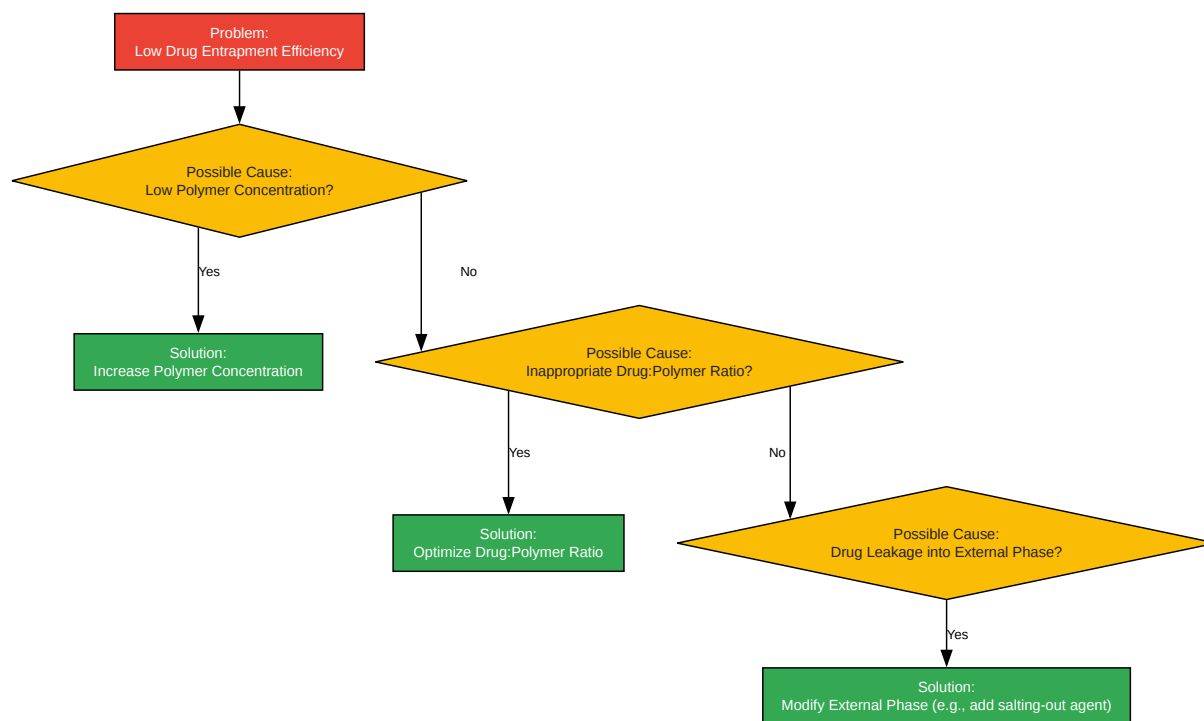 Problem:
Low Drug Entrapment Efficiency
Possible Cause:
Low Polymer Concentration?
Yes
No
Solution:
Increase Polymer Concentration
Possible Cause:
Inappropriate Drug:Polymer Ratio?
Yes
No
Solution:
Optimize Drug:Polymer Ratio
Possible Cause:
Drug Leakage into External Phase?
Yes
Solution:
Modify External Phase (e.g., add salting-out agent)